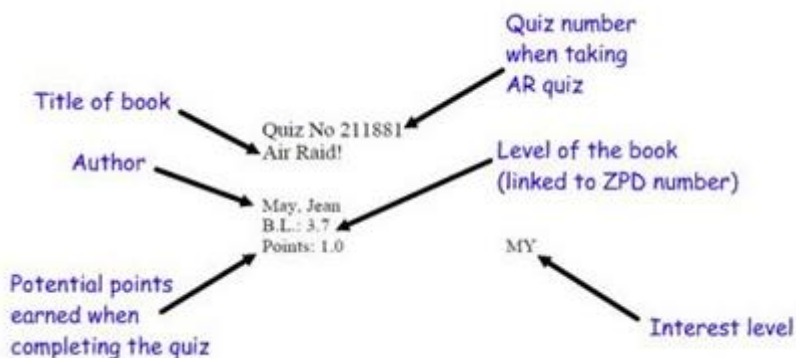 Quiz number
when taking
AR quiz
Title of book
Quiz No 211881
Air Raid!
Author
Level of the book
(linked to ZPD number)
May, Jean
B.L.: 3.7
Points: 1.0
MY
Potential points
earned when
completing the quiz
Interest level